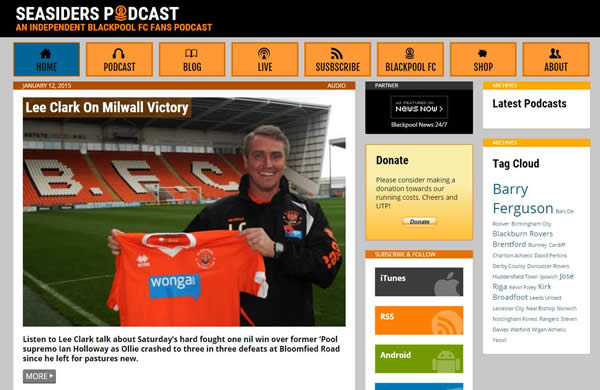 SEASIDERS PODCAST
AN INDEPENDENT BLACKPOOL FC FANS PODCAST
HOME
PODCAST
BLOG
LIVE
SUSBSCRIBE
BLACKPOOL FC
SHOP
ABOUT
JANUARY 12, 2015
AUDIO
Lee Clark On Milwall Victory
B.F.C.
L C
wonga
Listen to Lee Clark talk about Saturday's hard fought one nil win over former 'Pool
supremo Ian Holloway as Ollie crashed to three in three defeats at Bloomfied Road
since he left for pastures new.
MORE
PARTNER
AS FEATURED ON
NEWS NOW
Blackpool News 24/7
Donate
Please consider making a
donation towards our
running costs. Cheers and
UTP!
Donate
SUBSCRIBE & FOLLOW
iTunes
RSS
Android
ARCHIVES
Latest Podcasts
ARCHIVES
Tag Cloud
Barry
Ferguson Bart De
Roover Birmingham City
Blackburn Rovers
Brentford Burnley Cardiff
Charlton Athletic David Perkins
Derby County Doncaster Rovers
Huddersfield Town Ipswich Jose
Riga Kevin Foley Kirk
Broadfoot Leeds United
Leicester City Neal Bishop Norwich
Nottingham Forest Rangers Steven
Davies Watford Wigan Athletic
Yeovil